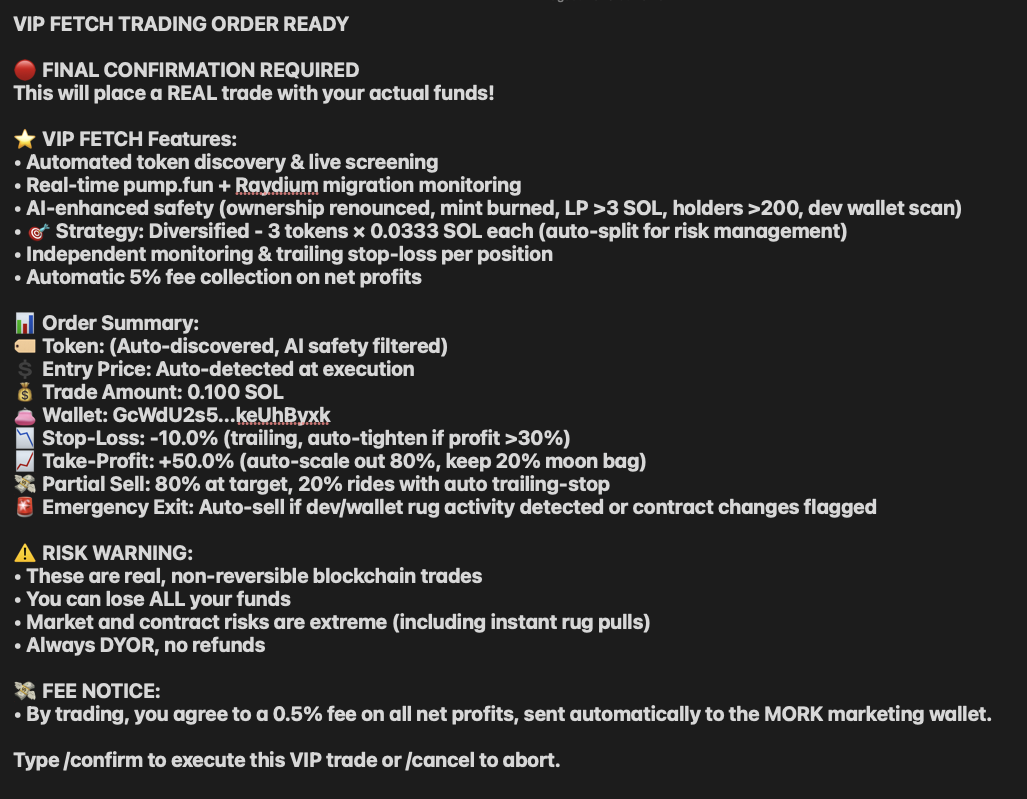 VIP FETCH TRADING ORDER READY
🔴 FINAL CONFIRMATION REQUIRED
This will place a REAL trade with your actual funds!
⭐ VIP FETCH Features:
• Automated token discovery & live screening
• Real-time pump.fun + Raydium migration monitoring
• AI-enhanced safety (ownership renounced, mint burned, LP >3 SOL, holders >200, dev wallet scan)
• 🎯 Strategy: Diversified - 3 tokens × 0.0333 SOL each (auto-split for risk management)
• Independent monitoring & trailing stop-loss per position
• Automatic 5% fee collection on net profits
📊 Order Summary:
🏷️ Token: (Auto-discovered, AI safety filtered)
💲 Entry Price: Auto-detected at execution
💰 Trade Amount: 0.100 SOL
👛 Wallet: GcWdU2s5...keUhByxk
📉 Stop-Loss: -10.0% (trailing, auto-tighten if profit >30%)
📈 Take-Profit: +50.0% (auto-scale out 80%, keep 20% moon bag)
💸 Partial Sell: 80% at target, 20% rides with auto trailing-stop
🚨 Emergency Exit: Auto-sell if dev/wallet rug activity detected or contract changes flagged
⚠️ RISK WARNING:
• These are real, non-reversible blockchain trades
• You can lose ALL your funds
• Market and contract risks are extreme (including instant rug pulls)
• Always DYOR, no refunds
💸 FEE NOTICE:
• By trading, you agree to a 0.5% fee on all net profits, sent automatically to the MORK marketing wallet.
Type /confirm to execute this VIP trade or /cancel to abort.